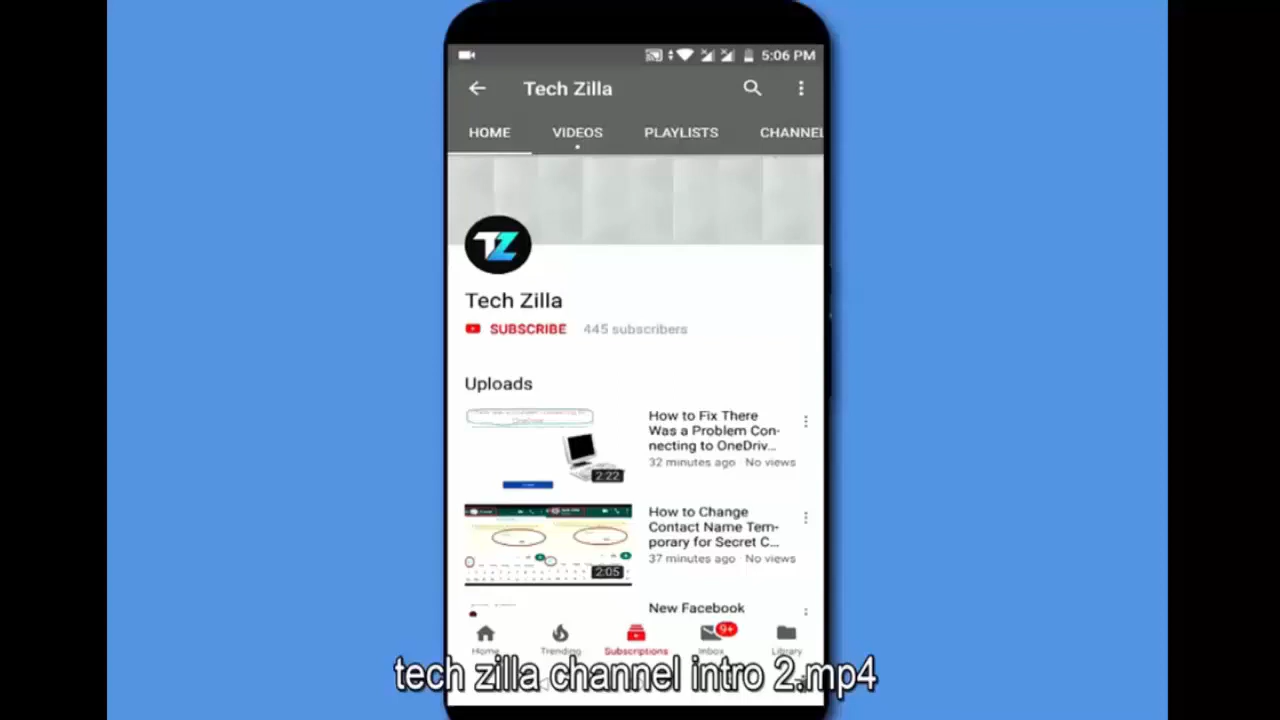 5:06 PM
Tech Zilla
HOME VIDEOS PLAYLISTS CHANNEL
TZ
Tech Zilla
SUBSCRIBE 445 subscribers
Uploads
How to Fix There
Was a Problem Con-
necting to OneDriv...
32 minutes ago No views
2:22
How to Change
Contact Name Tem-
porary for Secret C...
37 minutes ago No views
2:05
New Facebook
9+
Home Trending Subscriptions Inbox Library
tech zilla channel intro 2.mp4